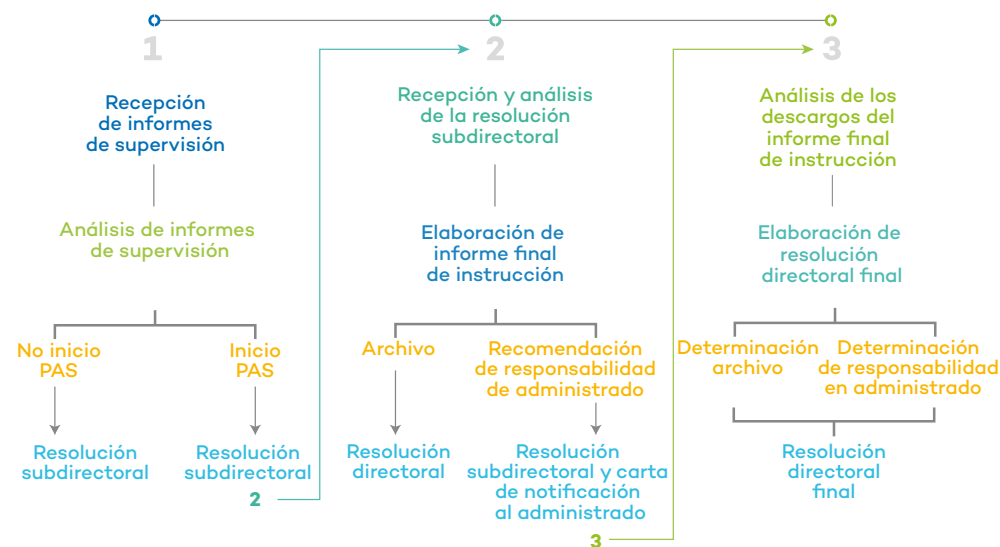 1
Recepción
de informes
de supervisión
Análisis de informes
de supervisión
No inicio
PAS
Inicio
PAS
Resolución
subdirectoral
Resolución
subdirectoral
2
2
Recepción y análisis
de la resolución
subdirectoral
Elaboración de
informe final
de instrucción
Archivo
Recomendación
de responsabilidad
de administrado
Resolución
directoral
Resolución
subdirectoral y carta
de notificación
al administrado
3
3
Análisis de los
descargos del
informe final
de instrucción
Elaboración de
resolución
directoral final
Determinación
archivo
Determinación
de responsabilidad
en administrado
Resolución
directoral
final